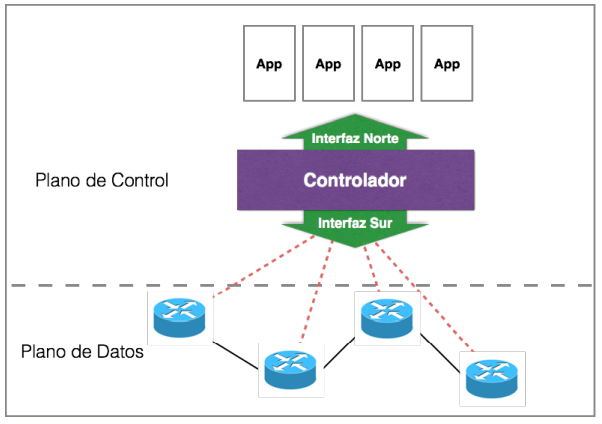 App App App App
Interfaz Norte
Plano de Control
Controlador
Interfaz Sur
Plano de Datos